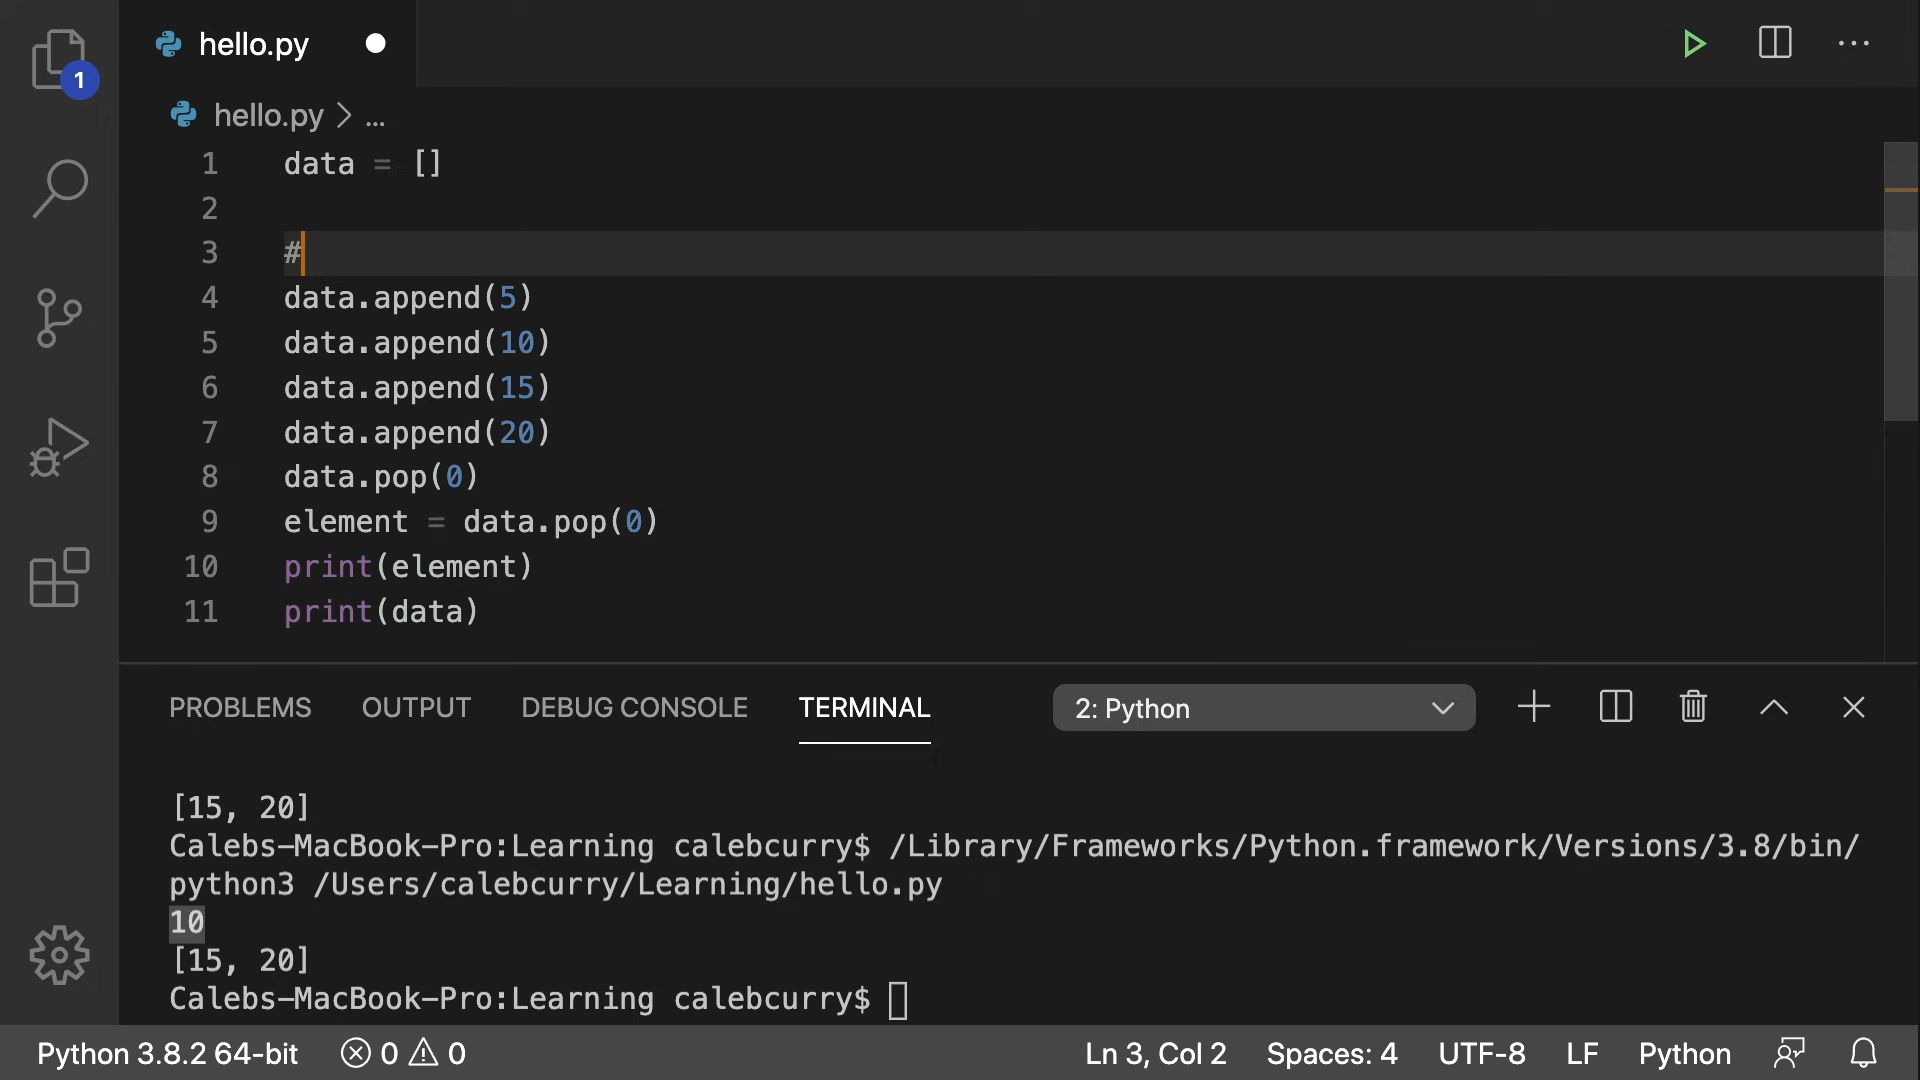 hello.py
1
hello.py > ...
1 data = []
2
3 #
4 data.append(5)
5 data.append(10)
6 data.append(15)
7 data.append(20)
8 data.pop(0)
9 element = data.pop(0)
10 print(element)
11 print(data)
PROBLEMS OUTPUT DEBUG CONSOLE TERMINAL 2: Python
[15, 20]
Calebs-MacBook-Pro:Learning calebcurry$ /Library/Frameworks/Python.framework/Versions/3.8/bin/
python3 /Users/calebcurry/Learning/hello.py
10
[15, 20]
Calebs-MacBook-Pro:Learning calebcurry$
Python 3.8.2 64-bit 0 0 Ln 3, Col 2 Spaces: 4 UTF-8 LF Python